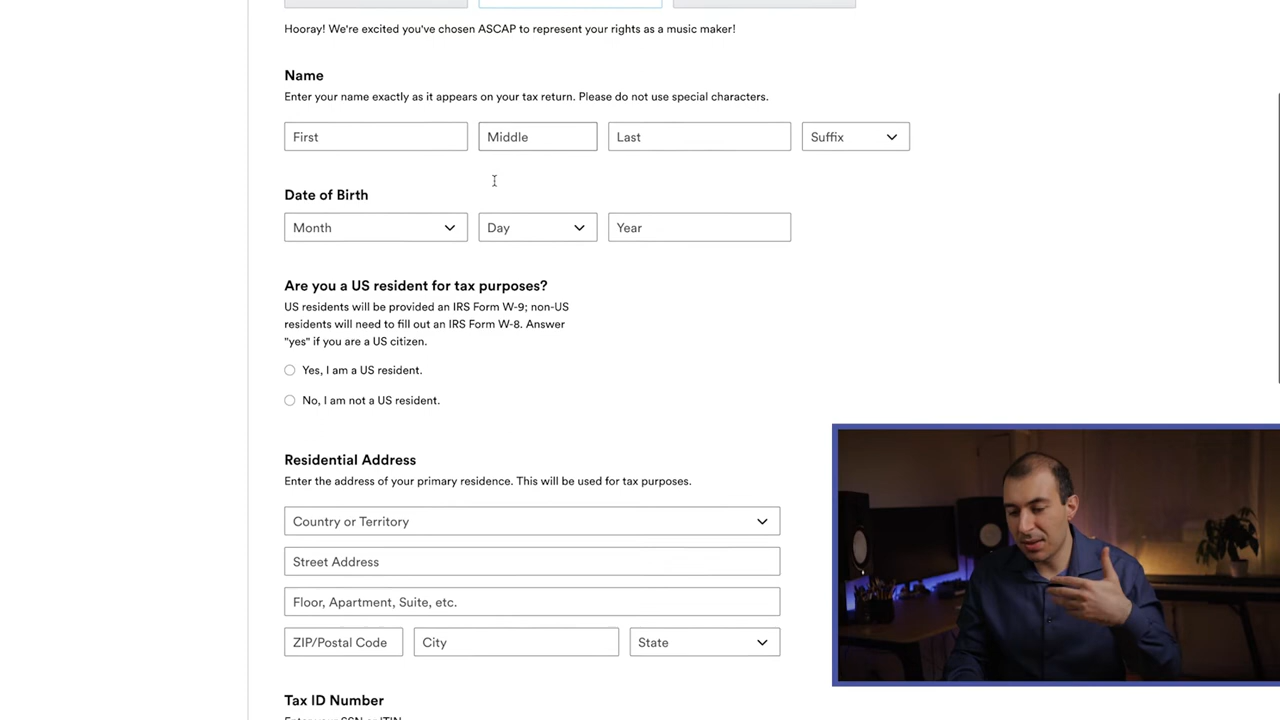 Hooray! We're excited you've chosen ASCAP to represent your rights as a music maker!
Name
Enter your name exactly as it appears on your tax return. Please do not use special characters.
First
Middle
Last
Suffix
Date of Birth
Month
Day
Year
Are you a US resident for tax purposes?
US residents will be provided an IRS Form W-9; non-US
residents will need to fill out an IRS Form W-8. Answer
"yes" if you are a US citizen.
Yes, I am a US resident.
No, I am not a US resident.
Residential Address
Enter the address of your primary residence. This will be used for tax purposes.
Country or Territory
Street Address
Floor, Apartment, Suite, etc.
ZIP/Postal Code
City
State
Tax ID Number
Enter your SSN or ITIN